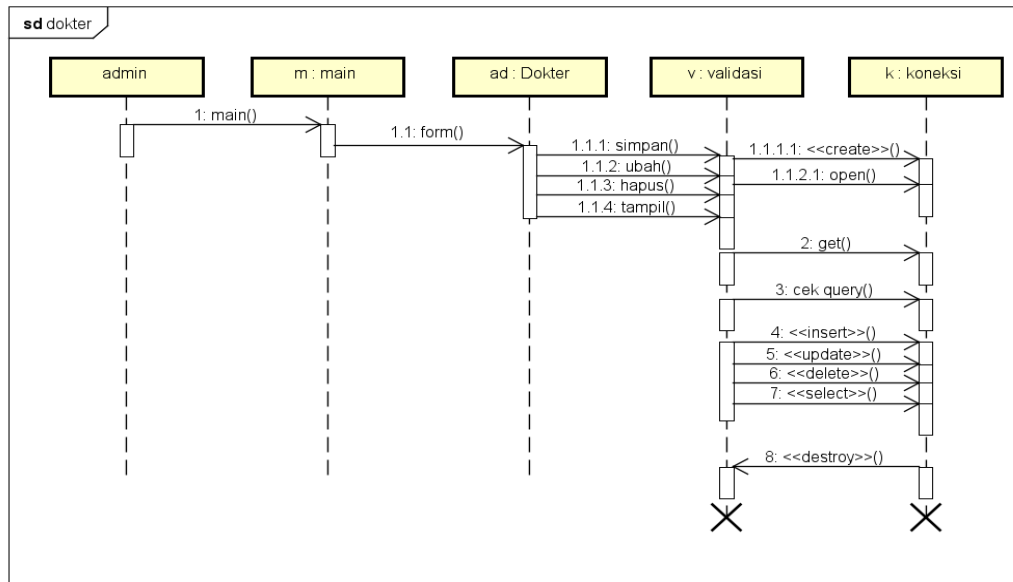 sd dokter
admin
m : main
ad : Dokter
v : validasi
k : koneksi
1: main()
1.1: form()
1.1.1: simpan()
1.1.1.1: <<create>>()
1.1.2: ubah()
1.1.2.1: open()
1.1.3: hapus()
1.1.4: tampil()
2: get()
3: cek query()
4: <<insert>>()
5: <<update>>()
6: <<delete>>()
7: <<select>>()
8: <<destroy>>()